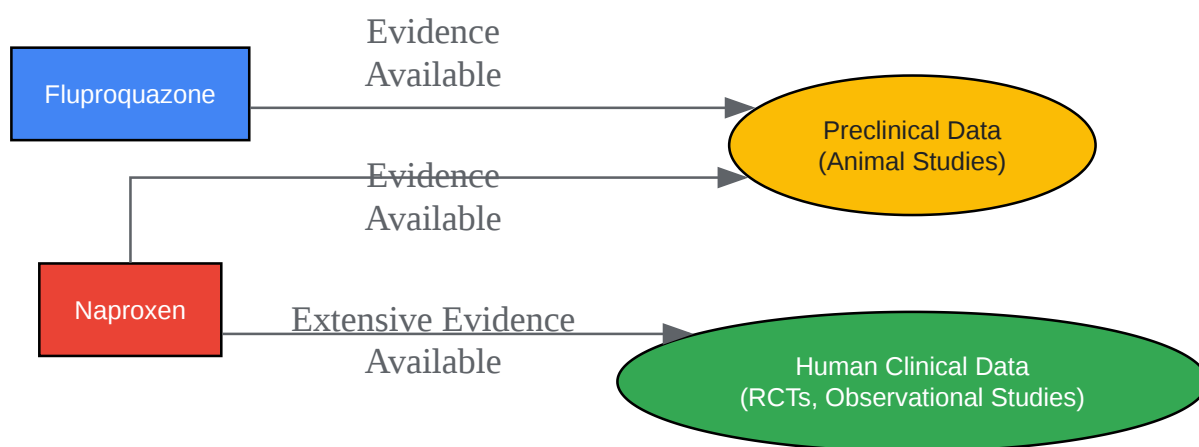 Evidence
Available
Fluproquazone
Preclinical Data
(Animal Studies)
Evidence
Available
Naproxen
Extensive Evidence
Available
Human Clinical Data
(RCTs, Observational Studies)